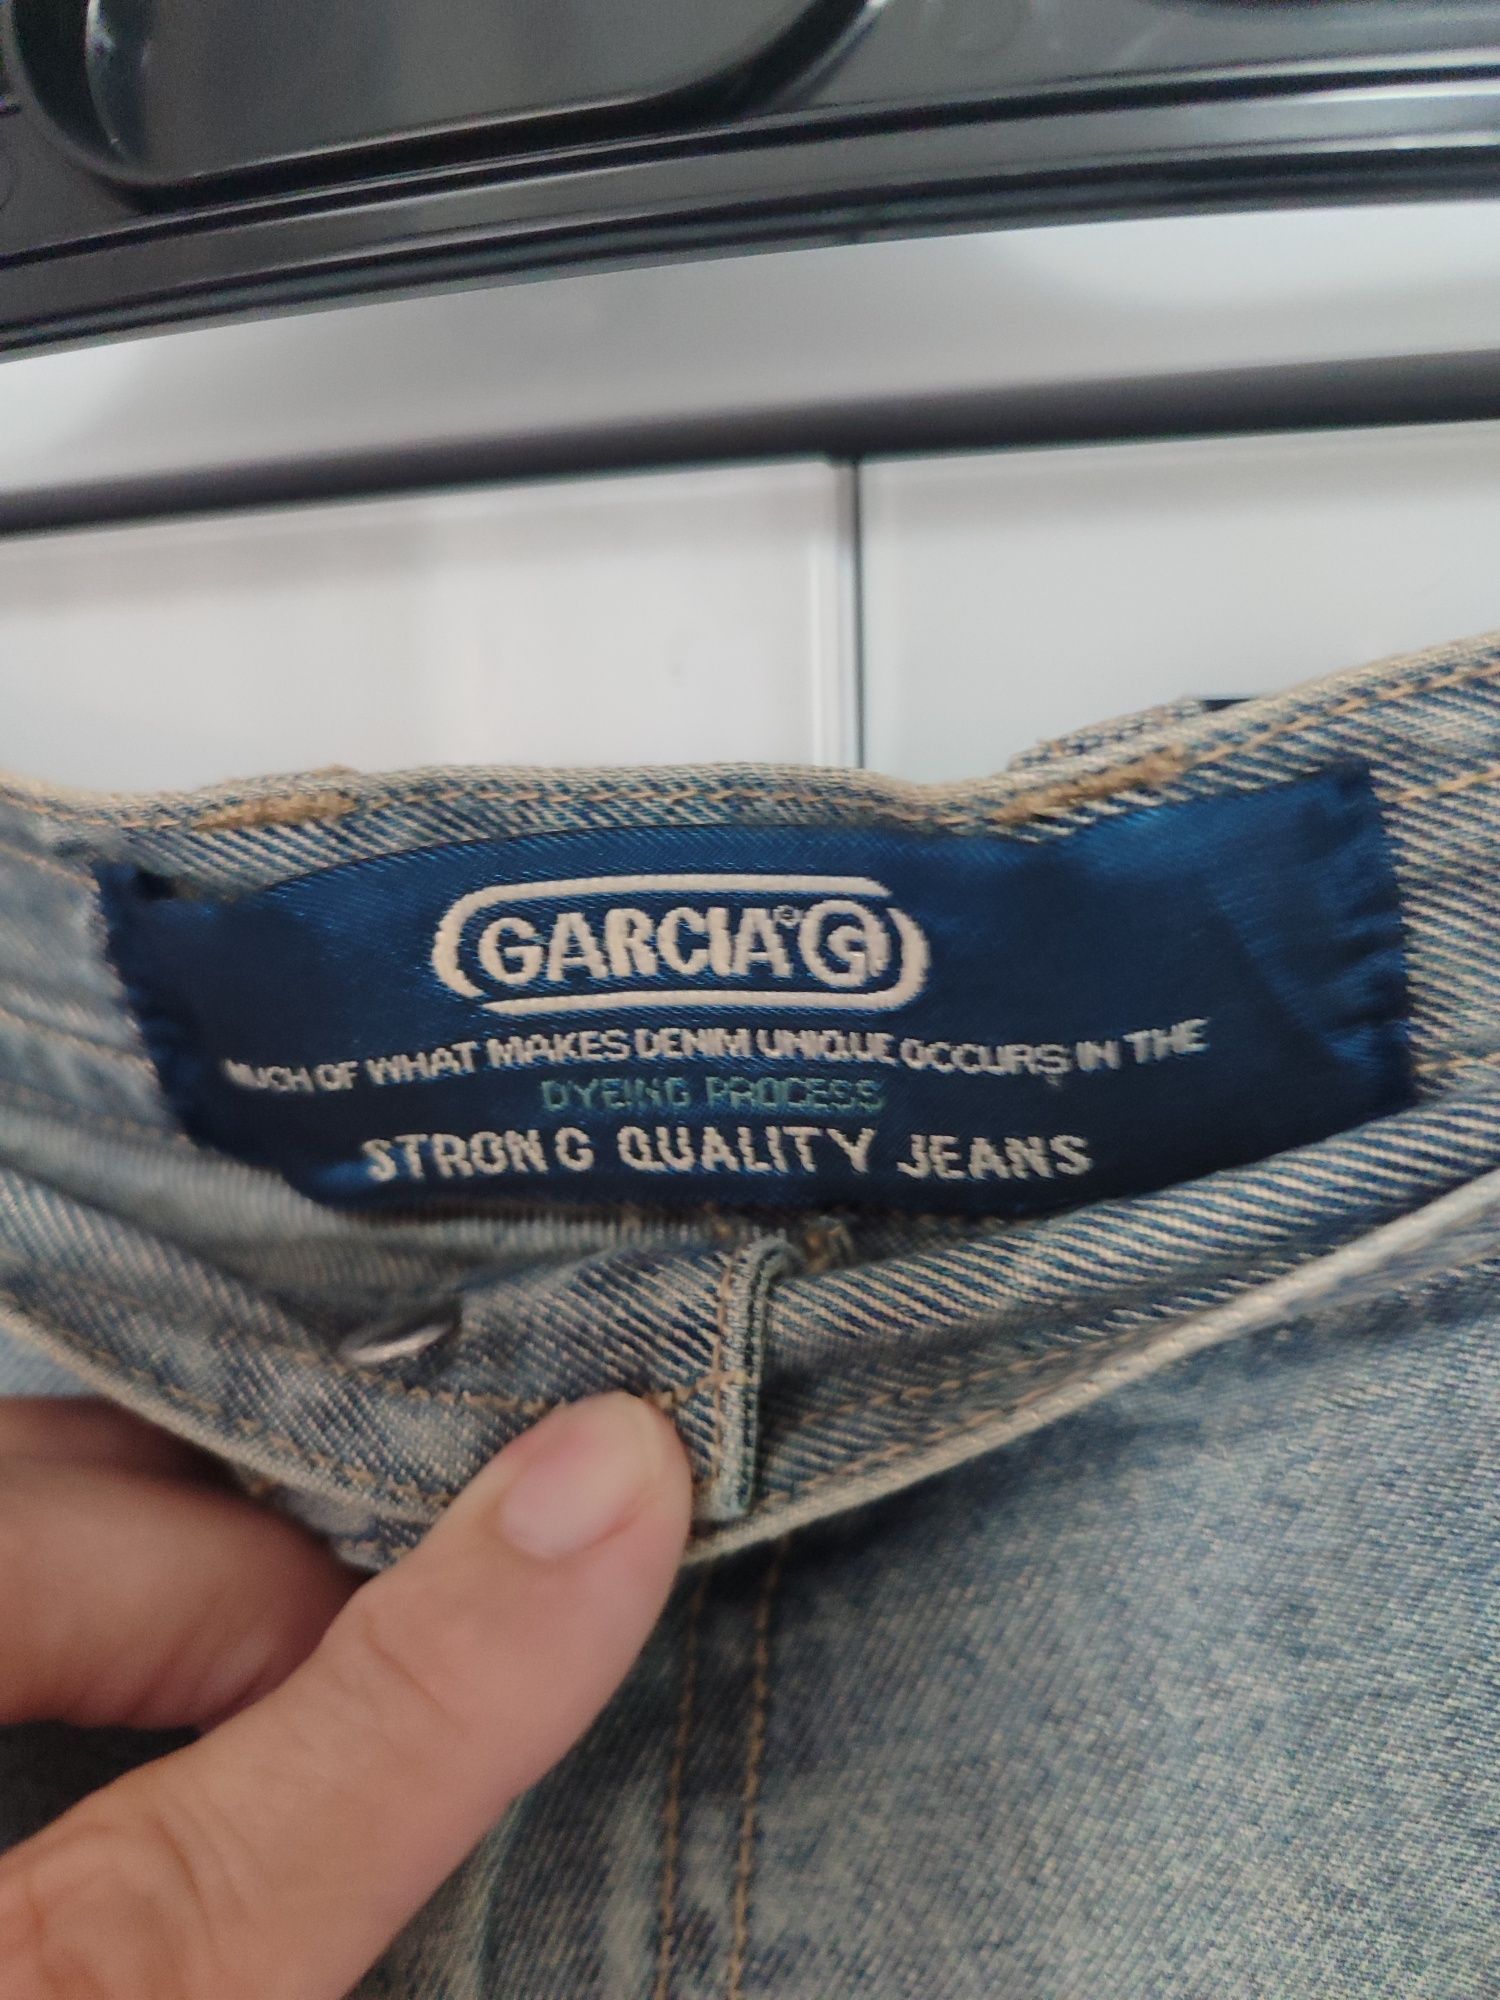 GARCIA® G
MUCH OF WHAT MAKES DENIM UNIQUE OCCURS IN THE
DYEING PROCESS
STRONG QUALITY JEANS